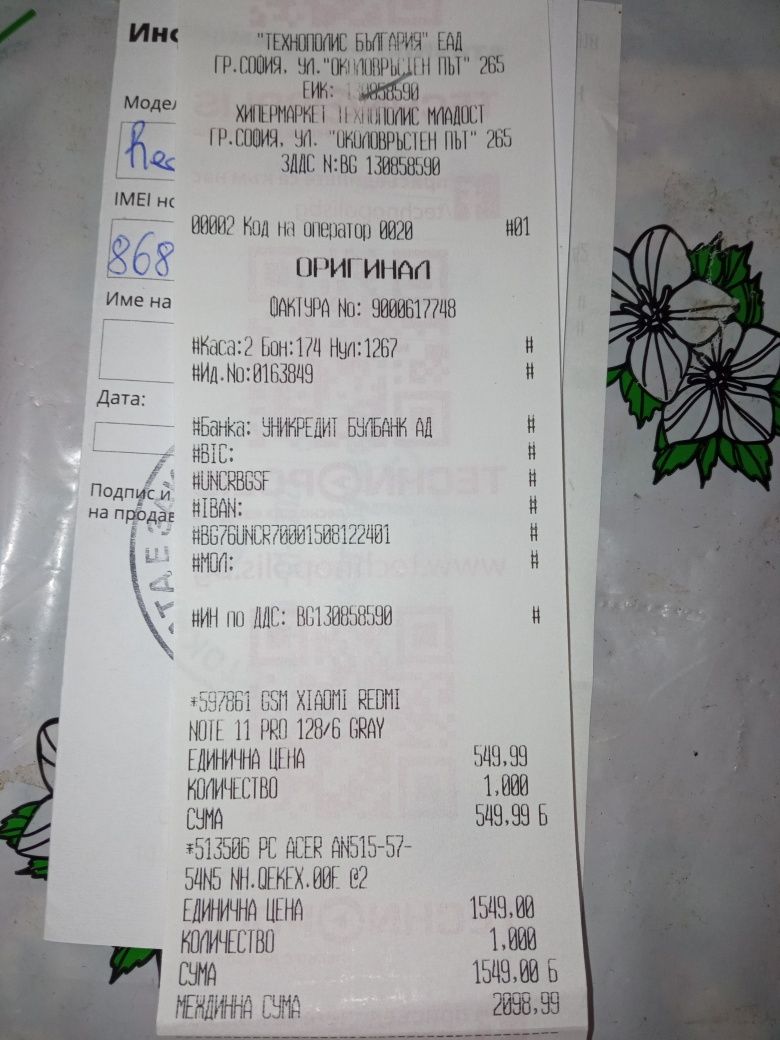 "ТЕХНОПОЛИС БЪЛГАРИЯ" ЕАД
ГР.СОФИЯ, УЛ."ОКОЛОВРЪСТЕН ПЪТ" 265
ЕИК: 130858590
ХИПЕРМАРКЕТ ТЕХНОПОЛИС МЛАДОСТ
ГР.СОФИЯ, УЛ. "ОКОЛОВРЪСТЕН ПЪТ" 265
ЗДДС N:BG 130858590
00002 Код на оператор 0020 #01
ОРИГИНАЛ
ФАКТУРА No: 9000617748
#Каса:2 Бон:174 Нул:1267 #
#Ид.No:0163849 #
#Банка: УНИКРЕДИТ БУЛБАНК АД #
#BIC: #
#UNCRBGSF #
#IBAN: #
#BG76UNCR70001508122401 #
#МОЛ: #
#ИН по ДДС: BG130858590 #
*597861 GSM XIAOMI REDMI
NOTE 11 PRO 128/6 GRAY
ЕДИНИЧНА ЦЕНА 549,99
КОЛИЧЕСТВО 1,000
СУМА 549,99 Б
*513506 PC ACER AN515-57-
54N5 NH.QEKEX.00E @2
ЕДИНИЧНА ЦЕНА 1549,00
КОЛИЧЕСТВО 1,000
СУМА 1549,00 Б
МЕЖДИННА СУМА 2098,99
Моде
IMEI
868
Име на
Дата:
Подпис и
на продав